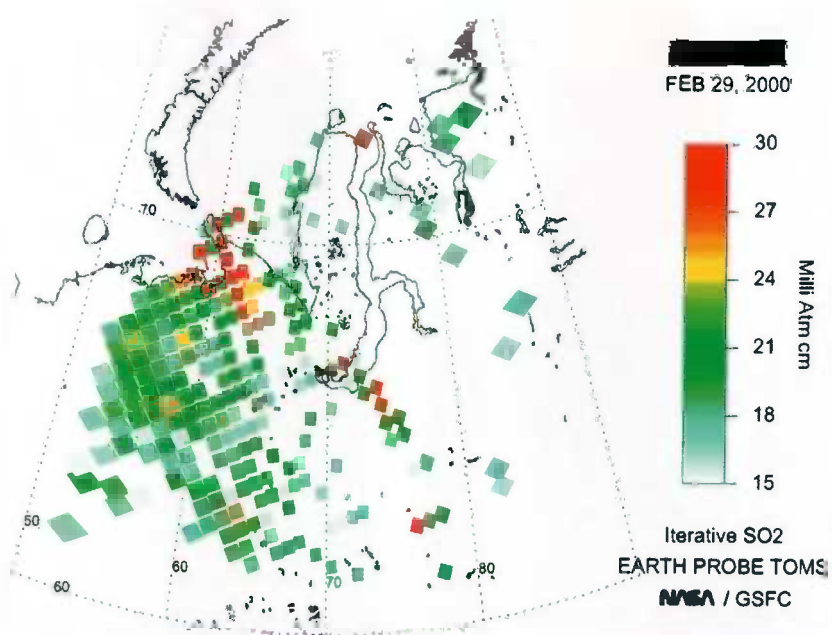 FEB 29, 2000
30
27
24
21
18
15
Milli Atm cm
70
50
60
60
70
80
Iterative SO2
EARTH PROBE TOMS
NASA / GSFC